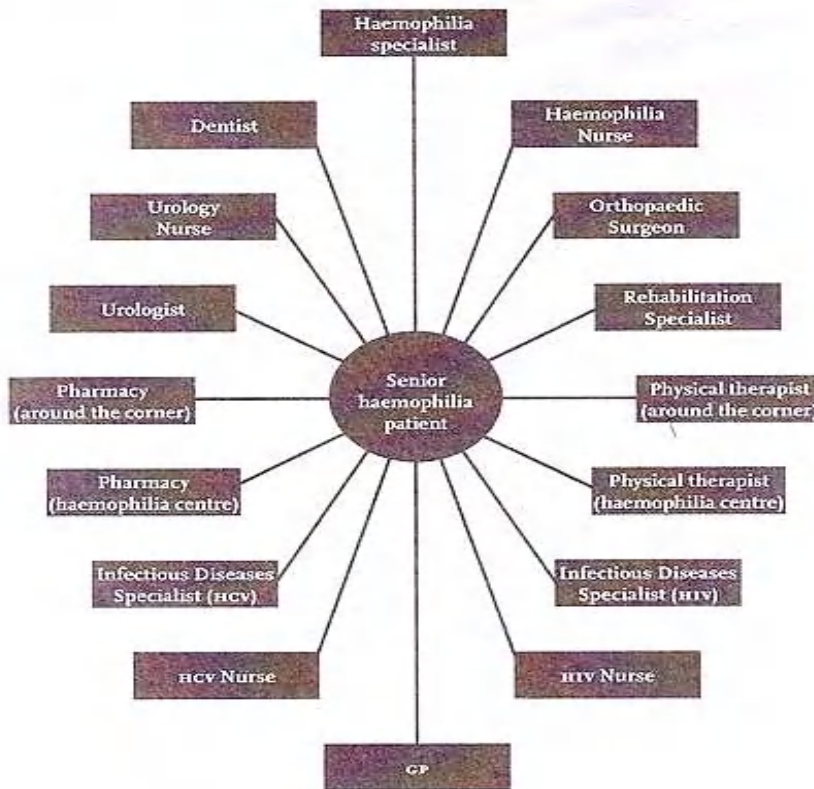 Haemophilia
specialist
Dentist
Haemophilia
Nurse
Urology
Nurse
Orthopaedic
Surgeon
Urologist
Rehabilitation
Specialist
Senior
haemophilia
patient
Pharmacy
(around the corner)
Physical therapist
(around the corner)
Pharmacy
(haemophilia centre)
Physical therapist
(haemophilia centre)
Infectious Diseases
Specialist (HCV)
Infectious Diseases
Specialist (HIV)
HCV Nurse
HIV Nurse
GP